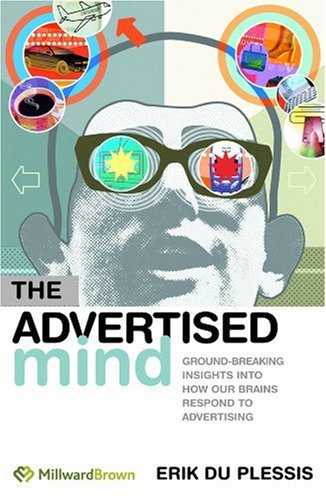 THE
ADVERTISED
mind
GROUND-BREAKING
INSIGHTS INTO
HOW OUR BRAINS
RESPOND TO
ADVERTISING
MillwardBrown
ERIK DU PLESSIS